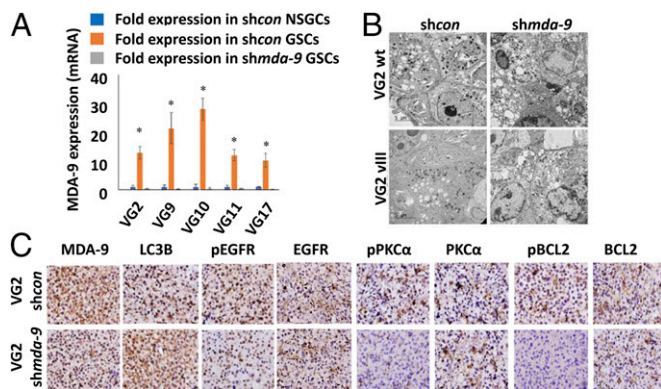 A
Fold expression in shcon NSGCs
Fold expression in shcon GSCs
Fold expression in shmda-9 GSCs
MDA-9 expression (mRNA)
40
30
20
10
0
*
*
*
*
*
VG2
VG9
VG10
VG11
VG17
B
shcon
shmda-9
VG2 wt
VG2 vIII
C
MDA-9
LC3B
pEGFR
EGFR
pPKCα
PKCα
pBCL2
BCL2
VG2
shcon
VG2
shmda-9